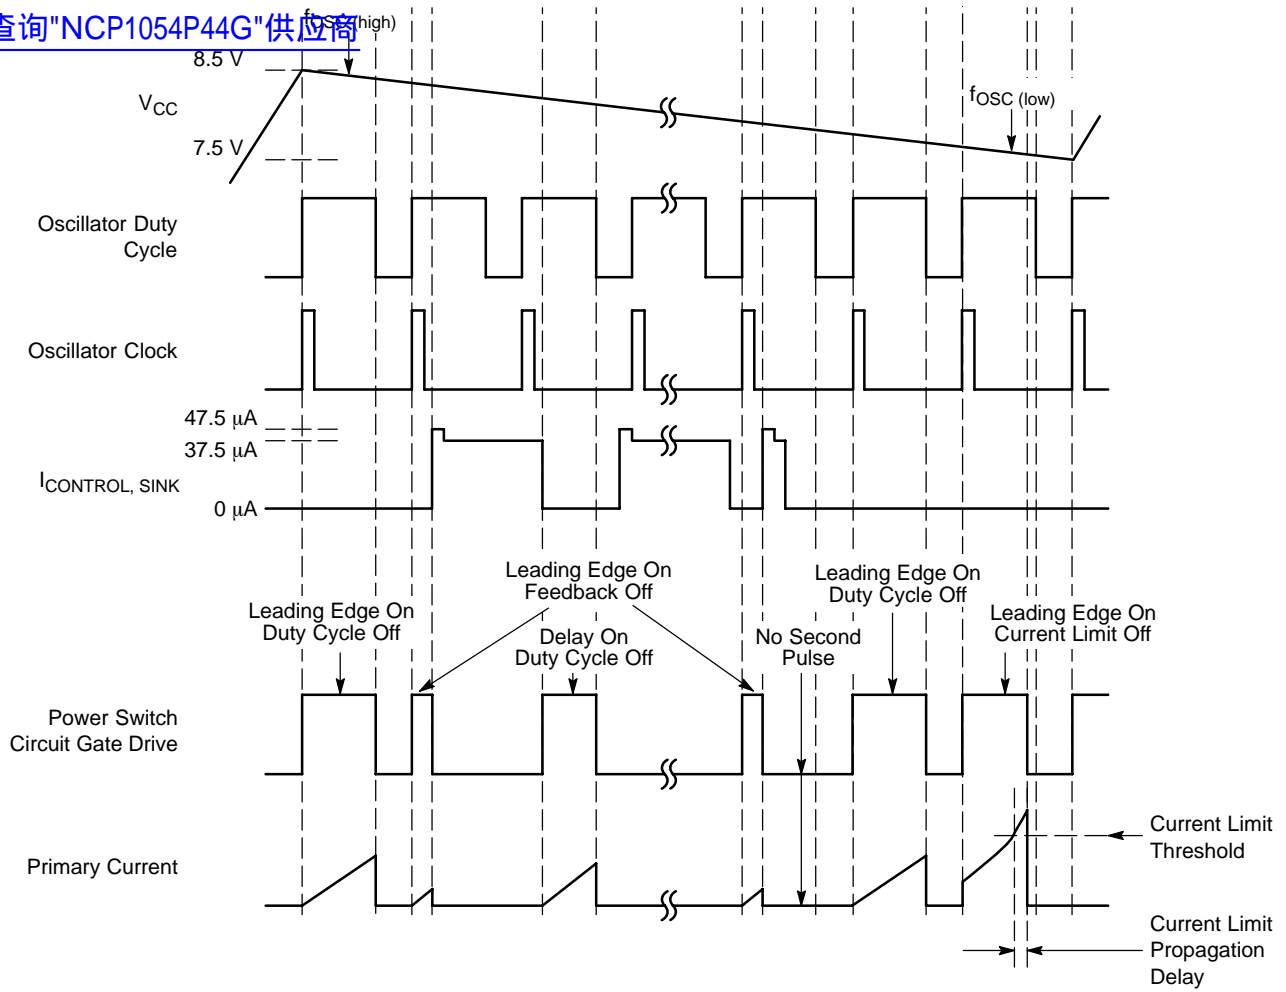 查询"NCP1054P44G"供应商
fOSC (high)
8.5 V
VCC
7.5 V
fOSC (low)
Oscillator Duty
Cycle
Oscillator Clock
47.5 μA
37.5 μA
ICONTROL, SINK
0 μA
Leading Edge On
Duty Cycle Off
Leading Edge On
Feedback Off
Delay On
Duty Cycle Off
No Second
Pulse
Leading Edge On
Duty Cycle Off
Leading Edge On
Current Limit Off
Power Switch
Circuit Gate Drive
Primary Current
Current Limit
Threshold
Current Limit
Propagation
Delay